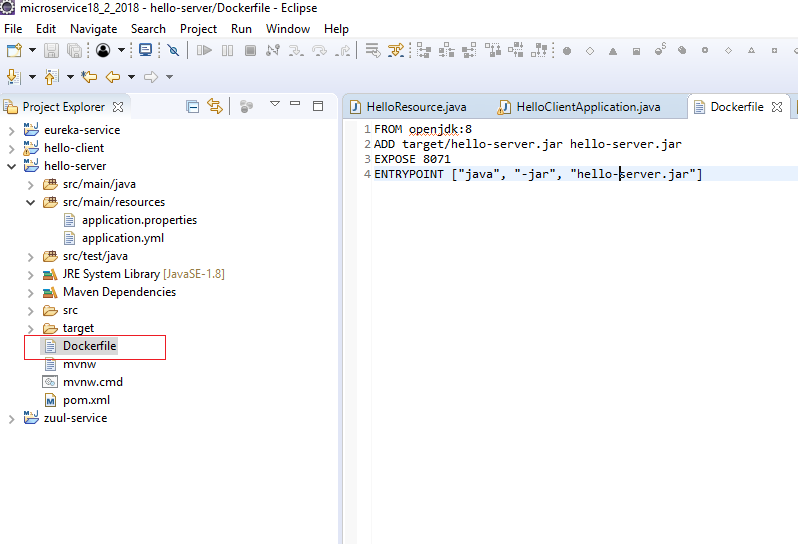 microservice18_2_2018 - hello-server/Dockerfile - Eclipse
File Edit Navigate Search Project Run Window Help
Project Explorer
HelloResource.java
HelloClientApplication.java
Dockerfile
eureka-service
hello-client
hello-server
src/main/java
src/main/resources
application.properties
application.yml
src/test/java
JRE System Library [JavaSE-1.8]
Maven Dependencies
src
target
Dockerfile
mvnw
mvnw.cmd
pom.xml
zuul-service
1 FROM openjdk:8
2 ADD target/hello-server.jar hello-server.jar
3 EXPOSE 8071
4 ENTRYPOINT ["java", "-jar", "hello-server.jar"]